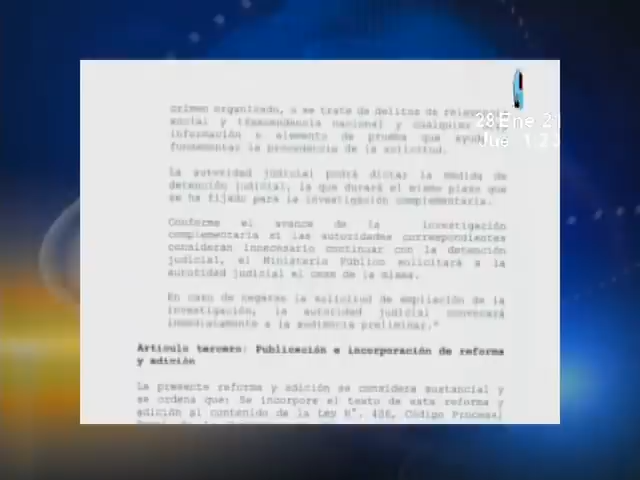 crimen organizado, o se trate de delitos de relevancia
social y trascendencia nacional y cualquier
información o elemento de prueba que
fundamentar la procedencia de la solicitud.
La autoridad judicial podrá dictar la medida de
detención judicial, la que durará el mismo plazo que
se ha fijado para la investigación complementaria.
Conforme el avance de la investigación
complementaria si las autoridades correspondientes
consideran innecesario continuar con la detención
judicial, el Ministerio Público solicitará a la
autoridad judicial el cese de la misma.
En caso de negarse la solicitud de ampliación de la
investigación, la autoridad judicial convocará
inmediatamente a la audiencia preliminar."
Artículo tercero: Publicación e incorporación de reforma
y adición
La presente reforma y adición se considera sustancial y
se ordena que: Se incorpore el texto de esta reforma y
adición al contenido de la Ley N°. 406, Código Procesal
28 Ene 21
Jue